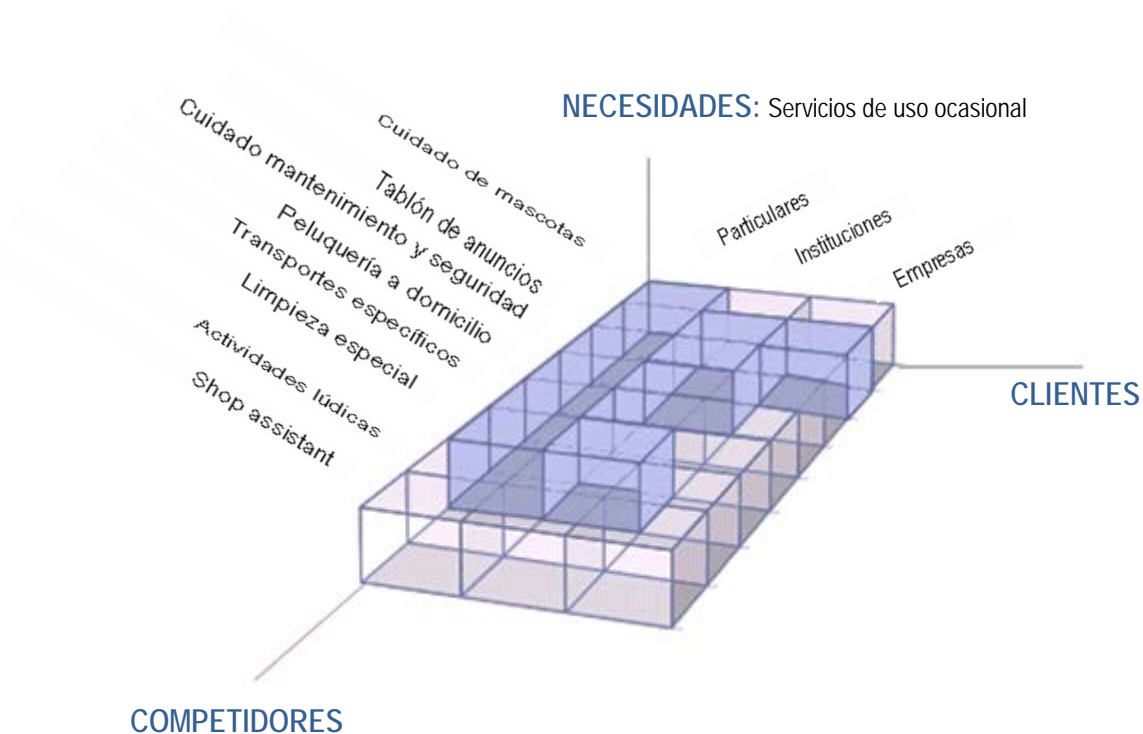 NECESIDADES: Servicios de uso ocasional
Cuidado de mascotas
Tablón de anuncios
Cuidado mantenimiento y seguridad
Peluquería a domicilio
Transportes específicos
Limpieza especial
Actividades lúdicas
Shop assistant
Particulares
Instituciones
Empresas
CLIENTES
COMPETIDORES